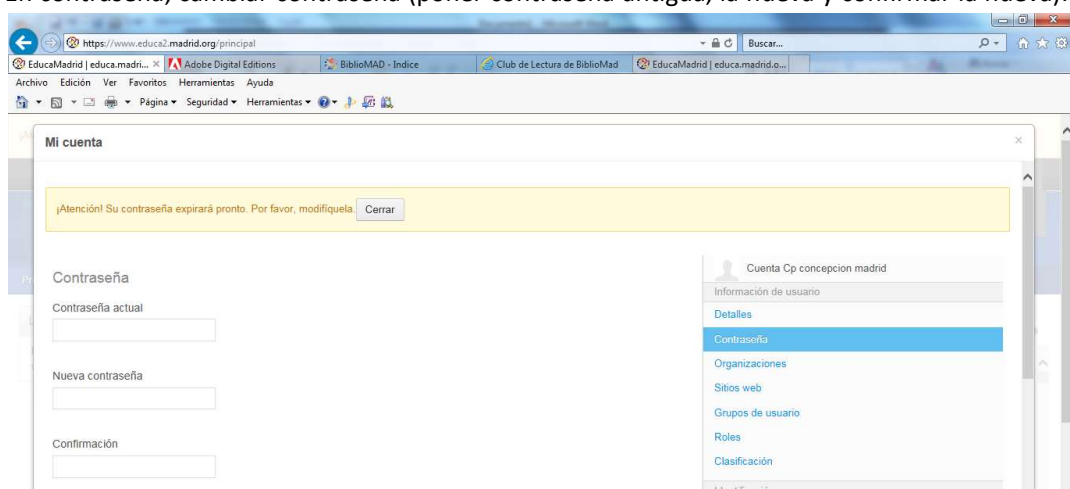 En contraseña, cambiar contraseña (poner contraseña antigua, la nueva y confirmar la nueva).
https://www.educa2.madrid.org/principal
Buscar...
EducaMadrid | educa.madri...
Adobe Digital Editions
BiblioMAD - Indice
Club de Lectura de BiblioMad
EducaMadrid | educa.madrid.o...
Archivo Edición Ver Favoritos Herramientas Ayuda
Página Seguridad Herramientas
Mi cuenta
¡Atención! Su contraseña expirará pronto. Por favor, modifíquela. Cerrar
Contraseña
Contraseña actual
Nueva contraseña
Confirmación
Cuenta Cp concepcion madrid
Información de usuario
Detalles
Contraseña
Organizaciones
Sitios web
Grupos de usuario
Roles
Clasificación